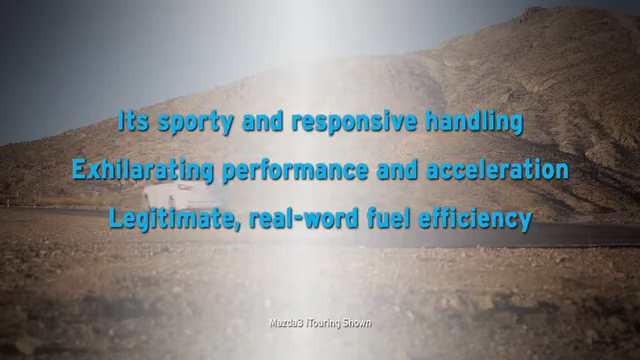 Its sporty and responsive handling
Exhilarating performance and acceleration
Legitimate, real-word fuel efficiency
Mazda3 iTouring Shown